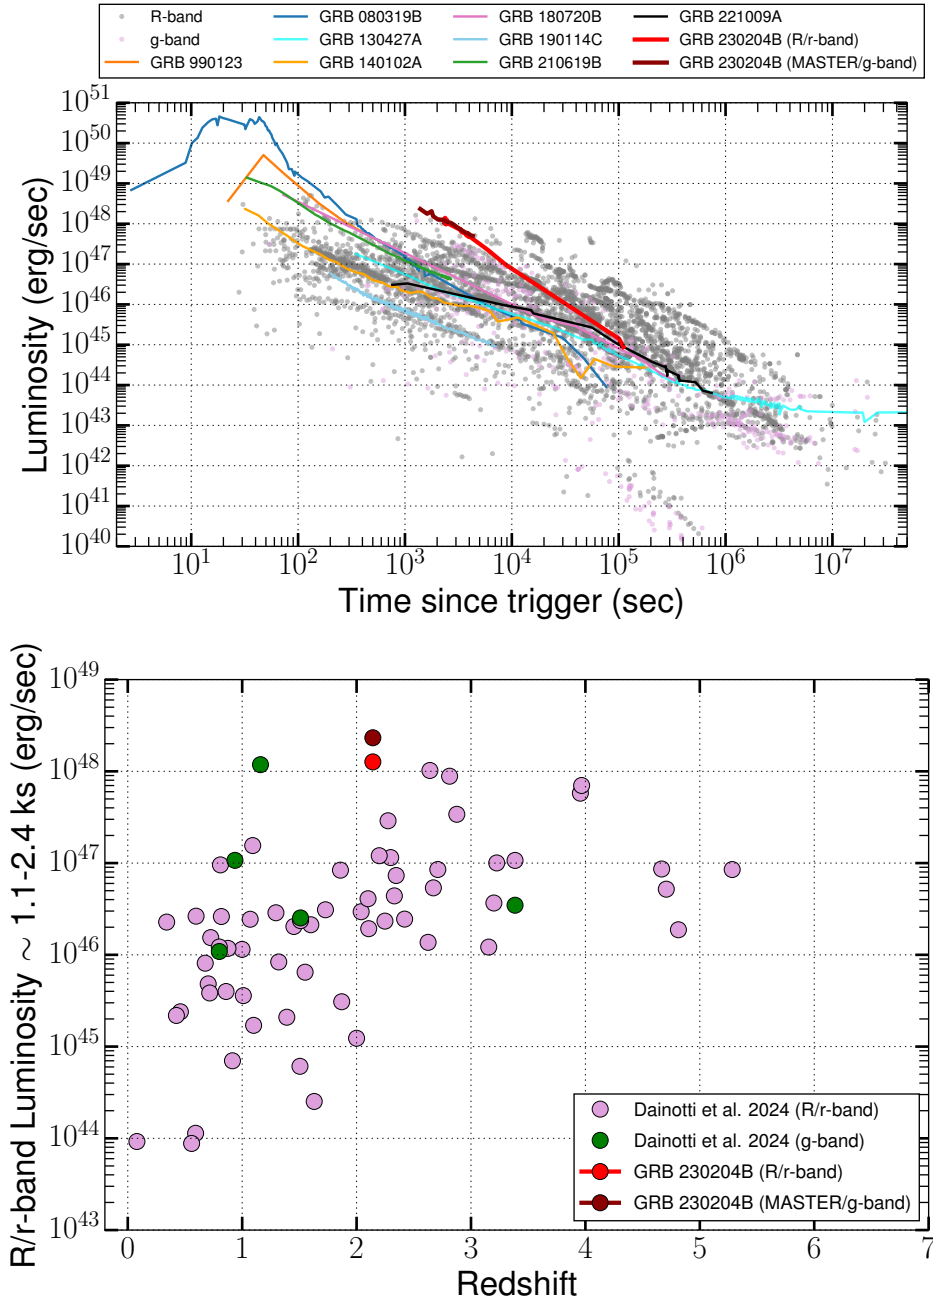 R-band
g-band
GRB 990123
GRB 080319B
GRB 130427A
GRB 140102A
GRB 180720B
GRB 190114C
GRB 210619B
GRB 221009A
GRB 230204B (R/r-band)
GRB 230204B (MASTER/g-band)
Luminosity (erg/sec)
10^51
10^50
10^49
10^48
10^47
10^46
10^45
10^44
10^43
10^42
10^41
10^40
10^1 10^2 10^3 10^4 10^5 10^6 10^7
Time since trigger (sec)
R/r-band Luminosity ~ 1.1-2.4 ks (erg/sec)
10^49
10^48
10^47
10^46
10^45
10^44
10^43
Dainotti et al. 2024 (R/r-band)
Dainotti et al. 2024 (g-band)
GRB 230204B (R/r-band)
GRB 230204B (MASTER/g-band)
0 1 2 3 4 5 6 7
Redshift